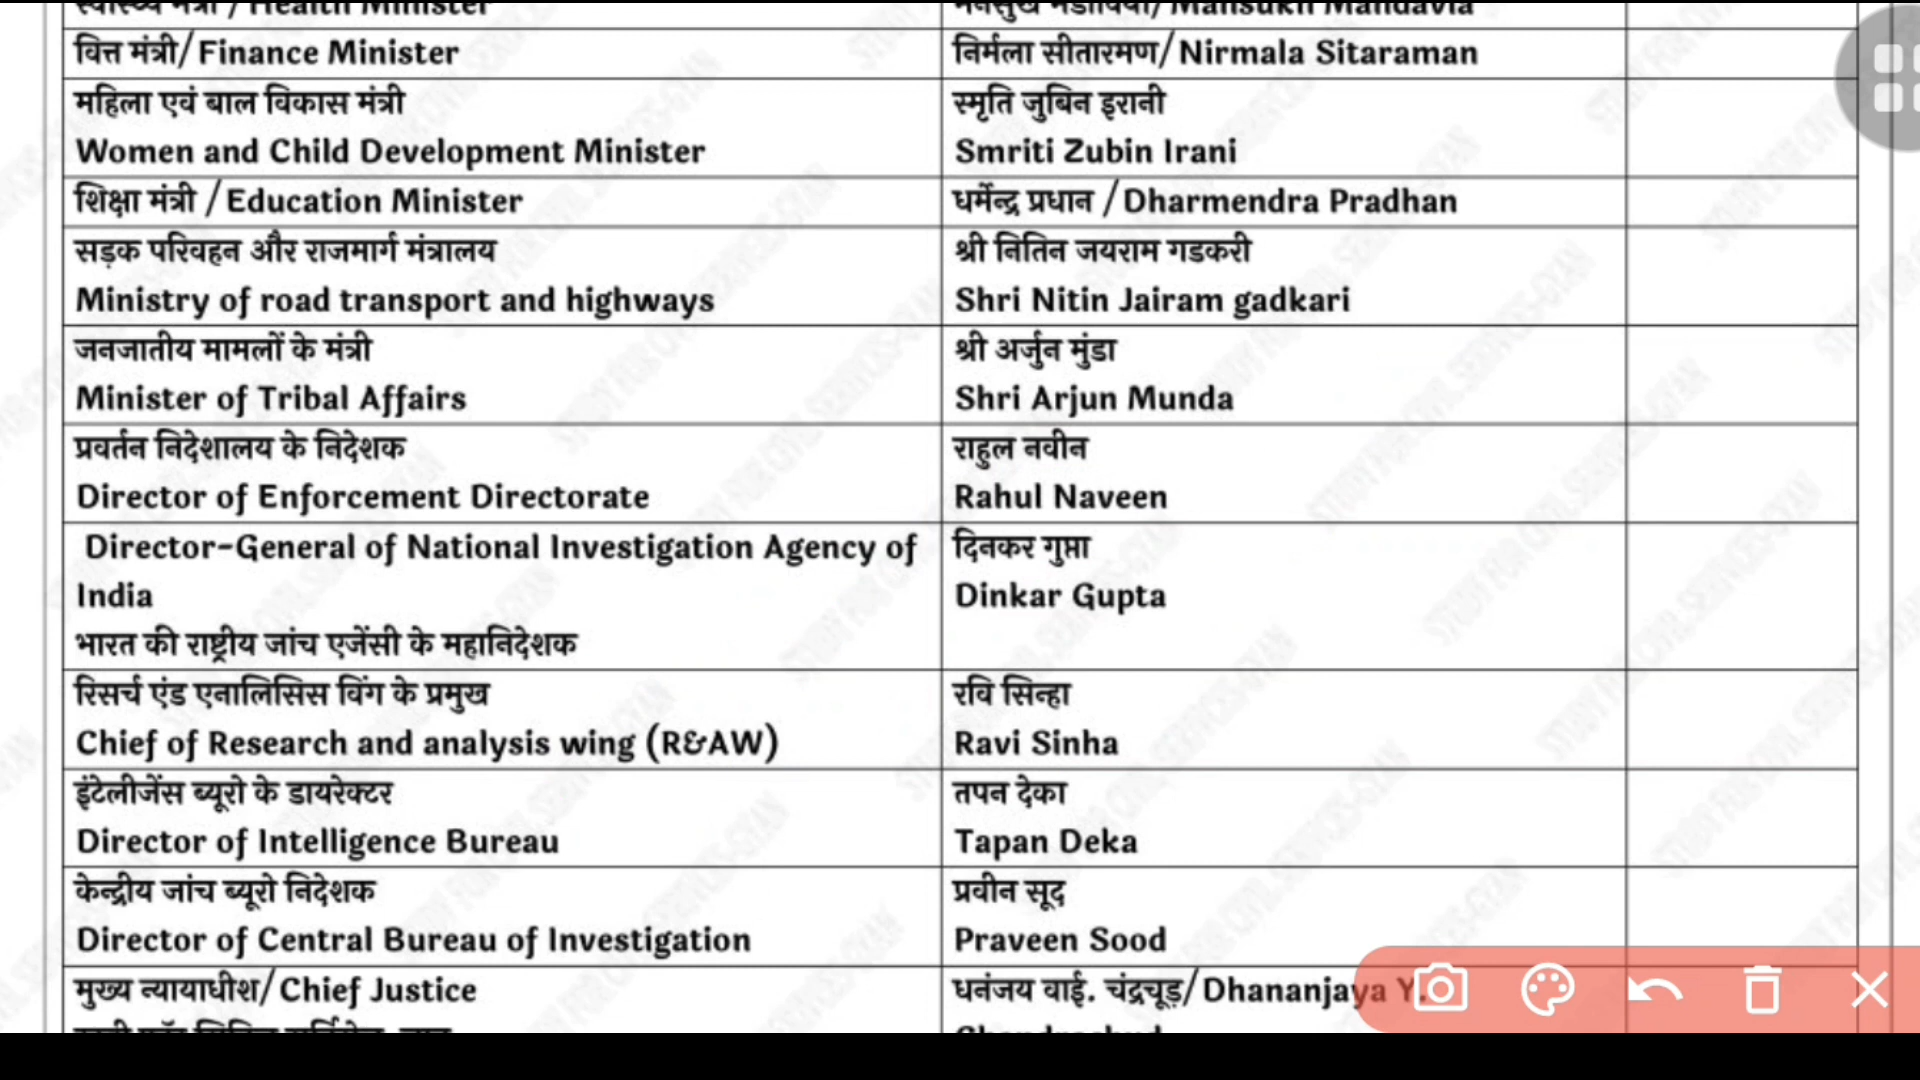 स्वास्थ्य मंत्री / Health Minister
मनसुख मंडाविया/ Mansukh Mandavia
वित्त मंत्री/ Finance Minister
निर्मला सीतारमण/ Nirmala Sitaraman
महिला एवं बाल विकास मंत्री
Women and Child Development Minister
स्मृति जुबिन इरानी
Smriti Zubin Irani
शिक्षा मंत्री / Education Minister
धर्मेन्द्र प्रधान / Dharmendra Pradhan
सड़क परिवहन और राजमार्ग मंत्रालय
Ministry of road transport and highways
श्री नितिन जयराम गडकरी
Shri Nitin Jairam gadkari
जनजातीय मामलों के मंत्री
Minister of Tribal Affairs
श्री अर्जुन मुंडा
Shri Arjun Munda
प्रवर्तन निदेशालय के निदेशक
Director of Enforcement Directorate
राहुल नवीन
Rahul Naveen
Director-General of National Investigation Agency of
India
भारत की राष्ट्रीय जांच एजेंसी के महानिदेशक
दिनकर गुप्ता
Dinkar Gupta
रिसर्च एंड एनालिसिस विंग के प्रमुख
Chief of Research and analysis wing (R&AW)
रवि सिन्हा
Ravi Sinha
इंटेलीजेंस ब्यूरो के डायरेक्टर
Director of Intelligence Bureau
तपन देका
Tapan Deka
केन्द्रीय जांच ब्यूरो निदेशक
Director of Central Bureau of Investigation
प्रवीन सूद
Praveen Sood
मुख्य न्यायाधीश/ Chief Justice
धनंजय वाई. चंद्रचूड़/ Dhananjaya Y.
Chandrachud